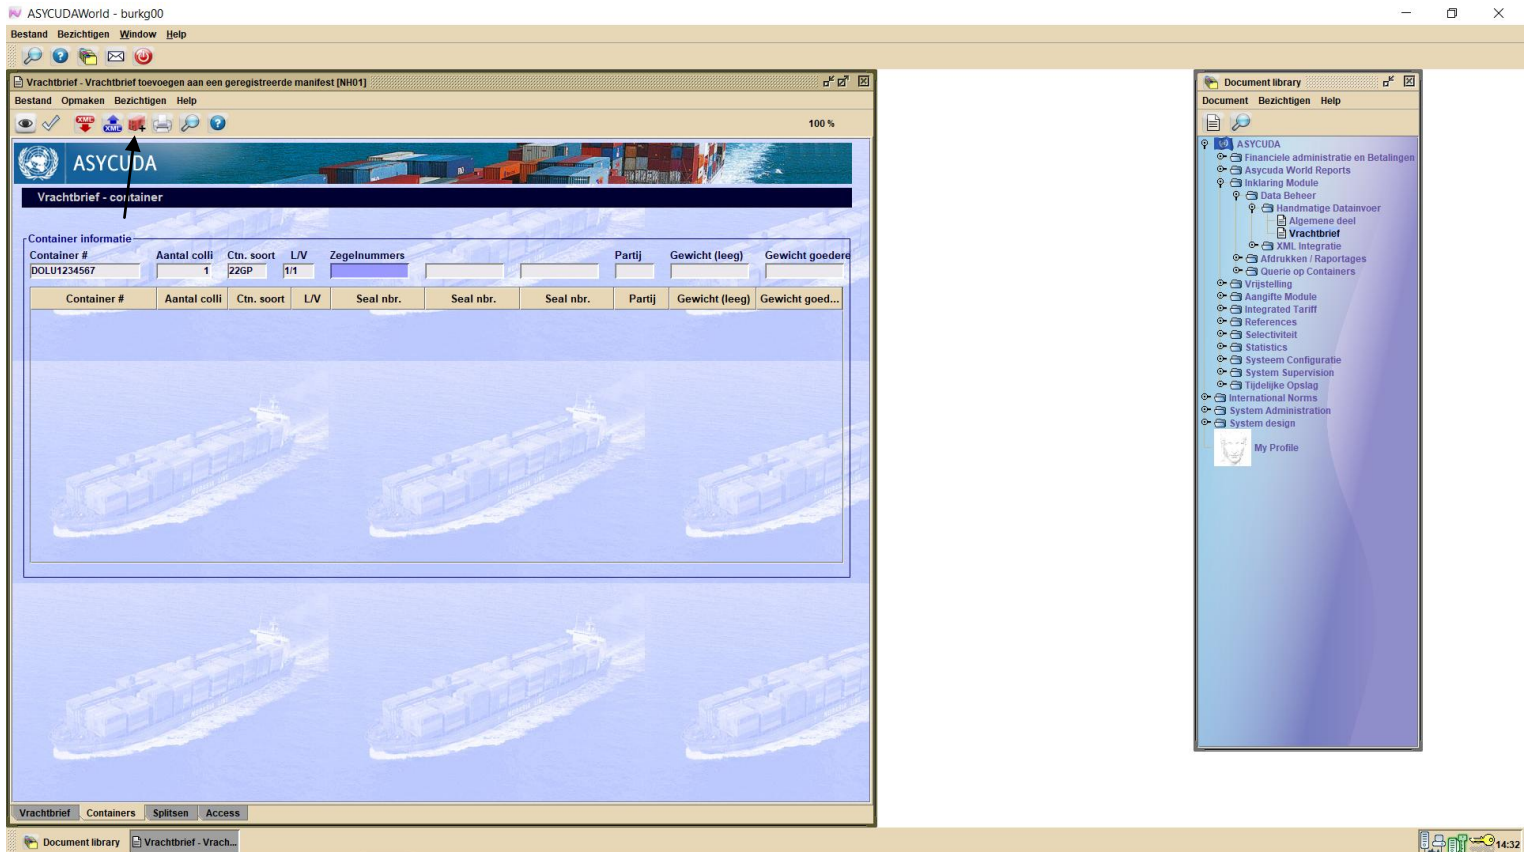 ASYCUDAWorld - burkg00
Bestand Bezichtigen Window Help
Vrachtbrief - Vrachtbrief toevoegen aan een geregistreerde manifest [NH01]
Bestand Opmaken Bezichtigen Help
XML XML
100 %
ASYCUDA
Vrachtbrief - container
Container informatie
Container # Aantal colli Ctn. soort L/V Zegelnummers Partij Gewicht (leeg) Gewicht goedere
DOLU1234567 1 22GP 1/1
Container # Aantal colli Ctn. soort L/V Seal nbr. Seal nbr. Seal nbr. Partij Gewicht (leeg) Gewicht goed...
Vrachtbrief Containers Splitsen Access
Document library
Document Bezichtigen Help
ASYCUDA
Financiele administratie en Betalingen
Asycuda World Reports
Inklaring Module
Data Beheer
Handmatige Datainvoer
Algemene deel
Vrachtbrief
XML Integratie
Afdrukken / Raportages
Querie op Containers
Vrijstelling
Aangifte Module
Integrated Tariff
References
Selectiviteit
Statistics
Systeem Configuratie
System Supervision
Tijdelijke Opslag
International Norms
System Administration
System design
My Profile
Document library Vrachtbrief - Vrach...
14:32